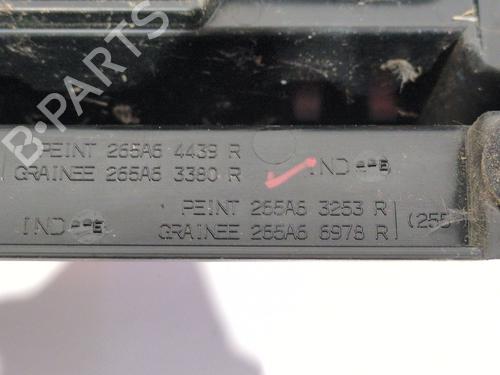 B-PARTS
PEINT 265A6 4439 R
GRAINEE 265A6 3380 R
IND
PEINT 265A6 3253 R
IND
GRAINEE 265A6 6978 R
(255